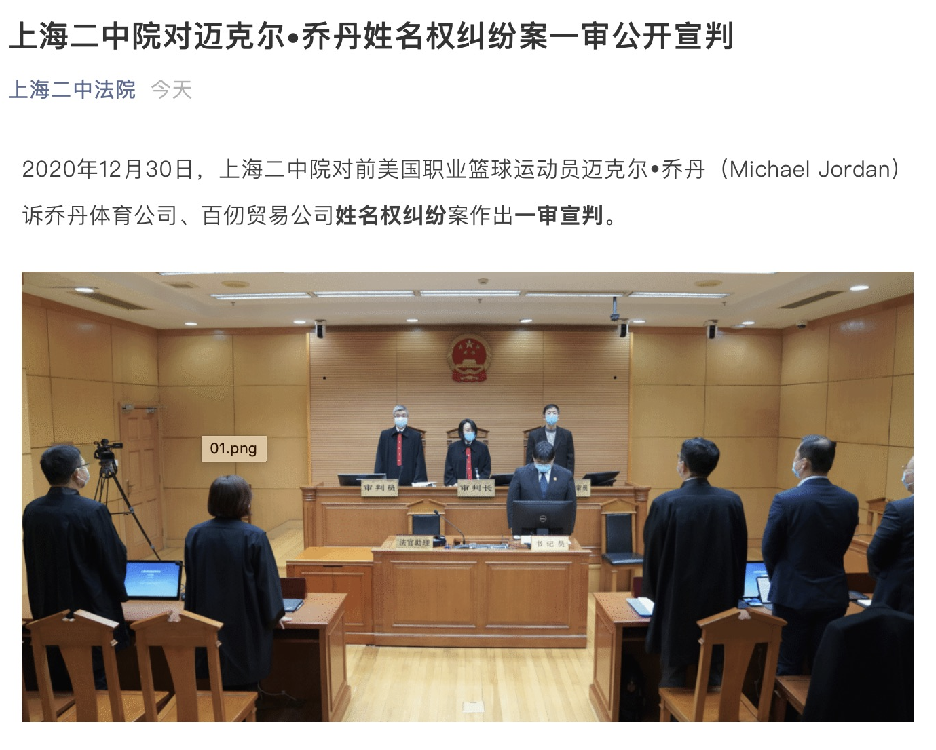 上海二中院对迈克尔•乔丹姓名权纠纷案一审公开宣判
上海二中法院 今天
2020年12月30日，上海二中院对前美国职业篮球运动员迈克尔•乔丹（Michael Jordan）
诉乔丹体育公司、百仞贸易公司姓名权纠纷案作出一审宣判。
01.png
审判员
审判长
法官助理
书记员
DELL